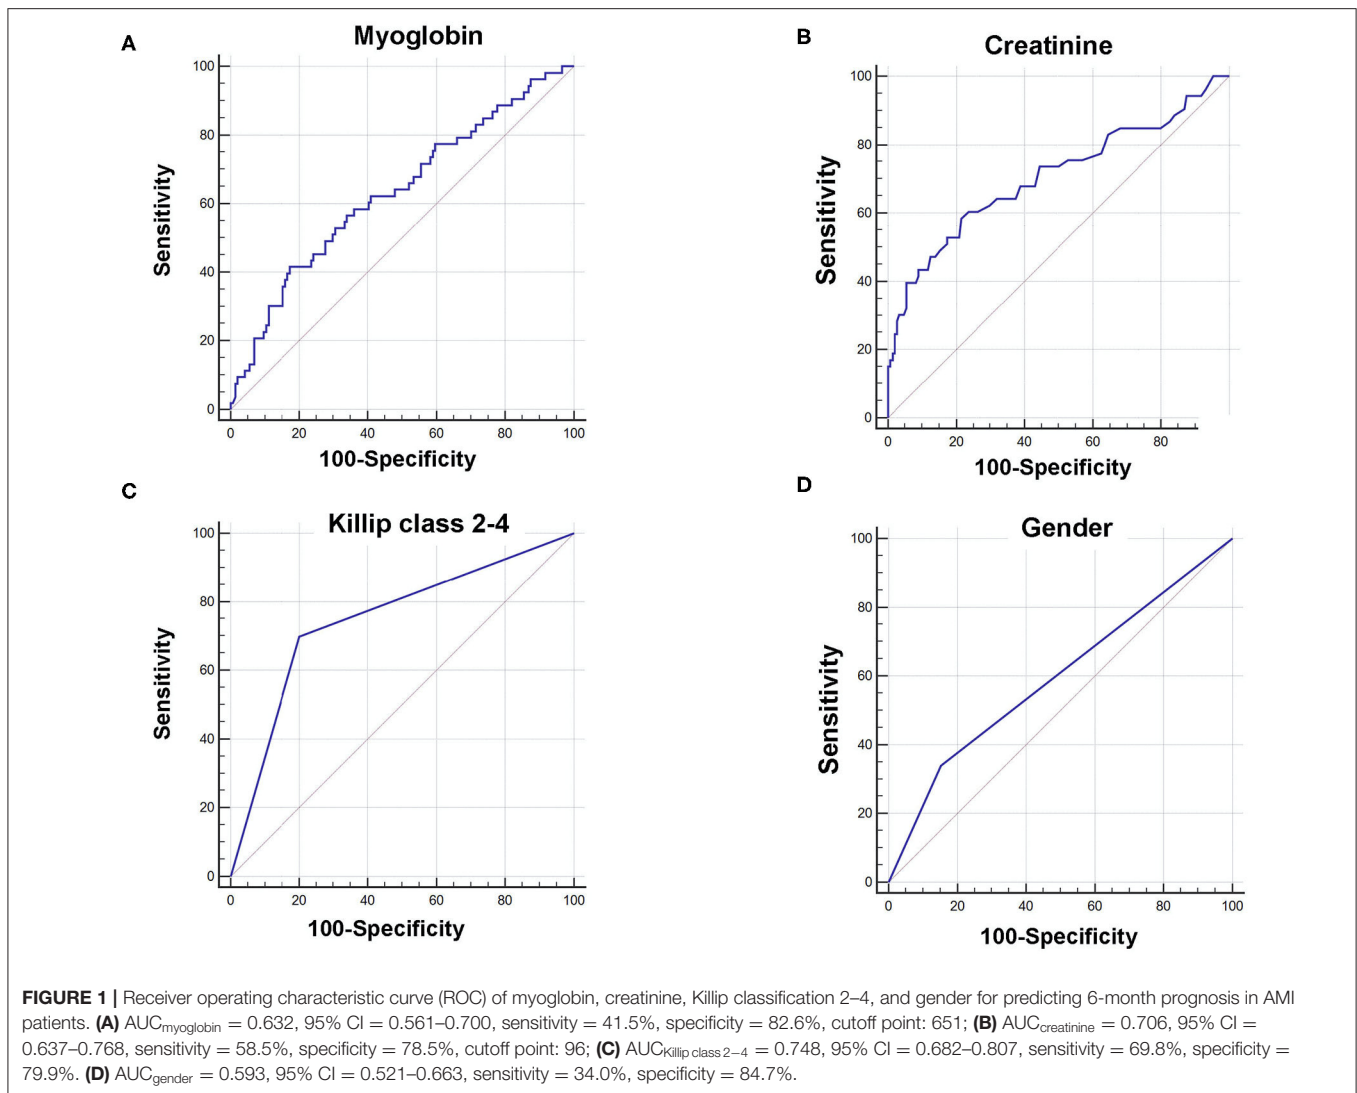 A
Myoglobin
100
80
60
40
20
0
Sensitivity
0 20 40 60 80 100
100-Specificity
B
Creatinine
100
80
60
40
20
0
Sensitivity
0 20 40 60 80
100-Specificity
C
Killip class 2-4
100
80
60
40
20
0
Sensitivity
0 20 40 60 80 100
100-Specificity
D
Gender
100
80
60
40
20
0
Sensitivity
0 20 40 60 80 100
100-Specificity
FIGURE 1 | Receiver operating characteristic curve (ROC) of myoglobin, creatinine, Killip classification 2–4, and gender for predicting 6-month prognosis in AMI
patients. (A) AUCmyoglobin = 0.632, 95% CI = 0.561–0.700, sensitivity = 41.5%, specificity = 82.6%, cutoff point: 651; (B) AUCcreatinine = 0.706, 95% CI =
0.637–0.768, sensitivity = 58.5%, specificity = 78.5%, cutoff point: 96; (C) AUCKillip class 2−4 = 0.748, 95% CI = 0.682–0.807, sensitivity = 69.8%, specificity =
79.9%. (D) AUCgender = 0.593, 95% CI = 0.521–0.663, sensitivity = 34.0%, specificity = 84.7%.